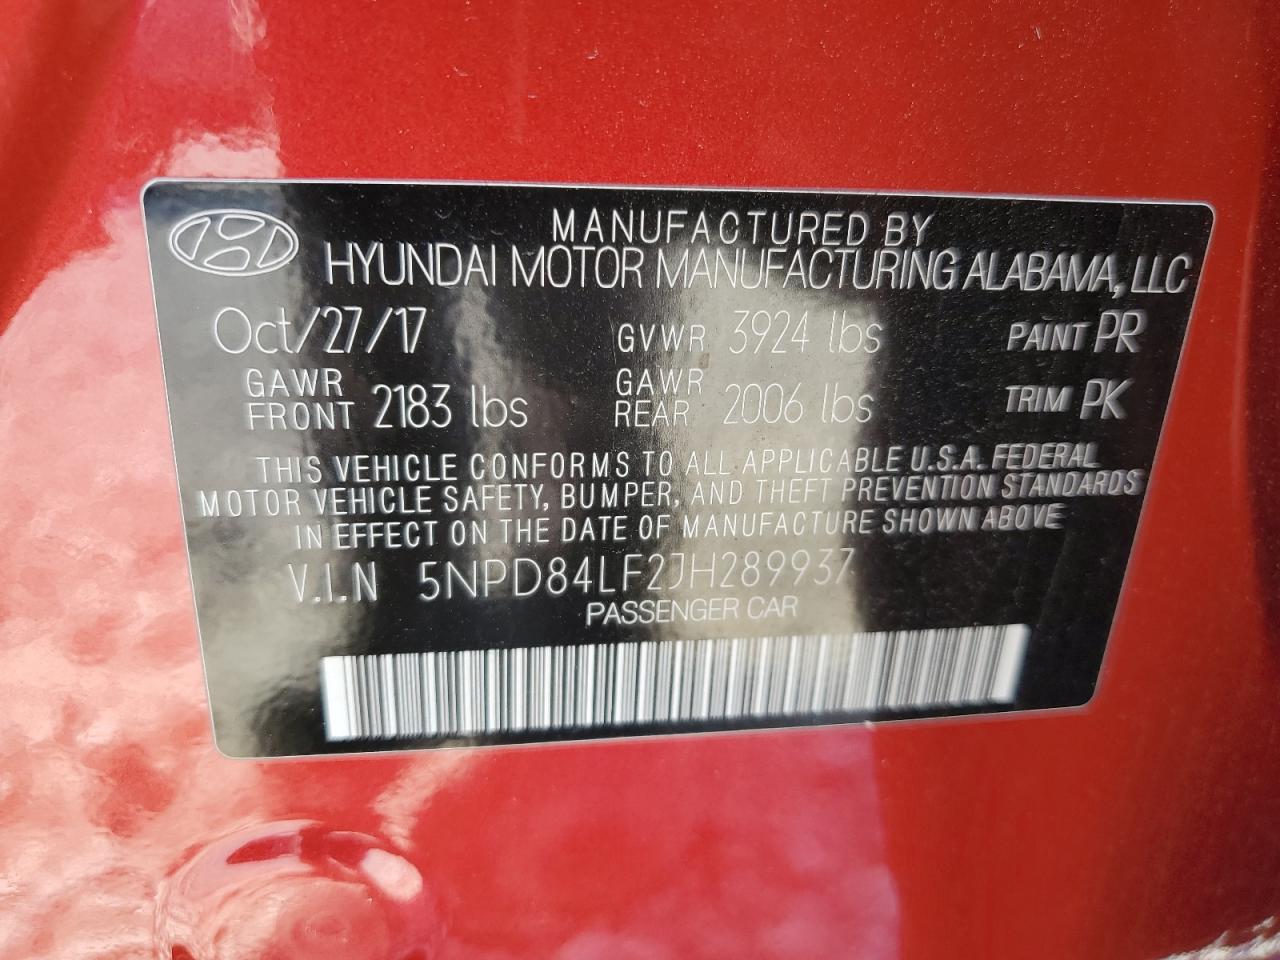 MANUFACTURED BY
HYUNDAI MOTOR MANUFACTURING ALABAMA, LLC
Oct/27/17 GVWR 3924 lbs PAINT PR
GAWR FRONT 2183 lbs GAWR REAR 2006 lbs TRIM PK
THIS VEHICLE CONFORMS TO ALL APPLICABLE U.S.A. FEDERAL
MOTOR VEHICLE SAFETY, BUMPER, AND THEFT PREVENTION STANDARDS
IN EFFECT ON THE DATE OF MANUFACTURE SHOWN ABOVE
V.I.N 5NPD84LF2JH289937
PASSENGER CAR